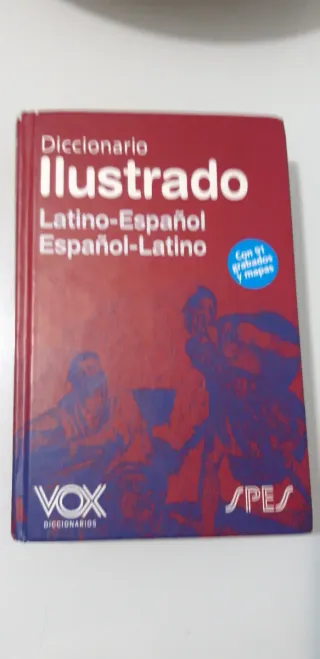 Diccionario
Ilustrado
Latino-Español
Español-Latino
Con 91
grabados
y mapas
VOX
DICCIONARIOS
SPES